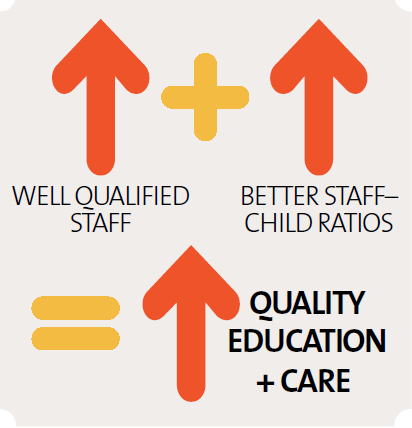 WELL QUALIFIED
STAFF
BETTER STAFF–
CHILD RATIOS
QUALITY
EDUCATION
+ CARE